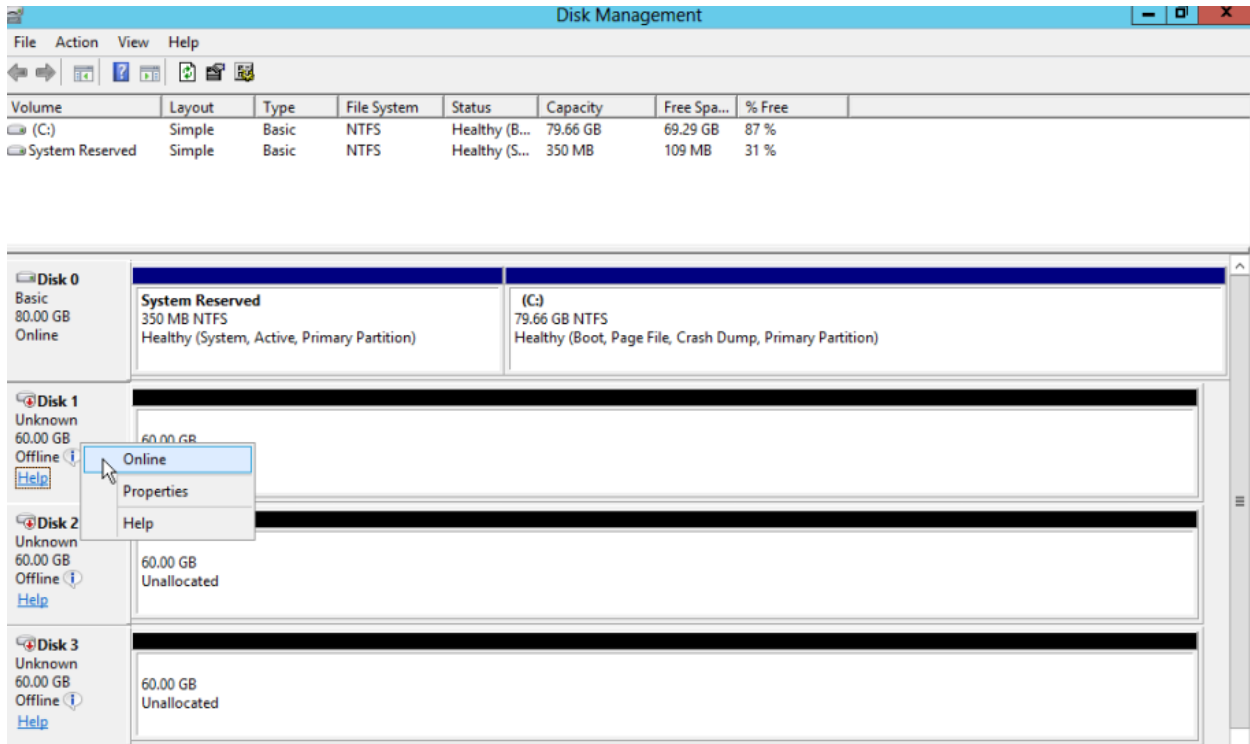 Disk Management
File Action View Help
Volume Layout Type File System Status Capacity Free Spa... % Free
(C:) Simple Basic NTFS Healthy (B... 79.66 GB 69.29 GB 87 %
System Reserved Simple Basic NTFS Healthy (S... 350 MB 109 MB 31 %
Disk 0
Basic
80.00 GB
Online
System Reserved
350 MB NTFS
Healthy (System, Active, Primary Partition)
(C:)
79.66 GB NTFS
Healthy (Boot, Page File, Crash Dump, Primary Partition)
Disk 1
Unknown
60.00 GB
Offline
Help
60.00 GB
Online
Properties
Help
Disk 2
Unknown
60.00 GB
Offline
Help
60.00 GB
Unallocated
Disk 3
Unknown
60.00 GB
Offline
Help
60.00 GB
Unallocated